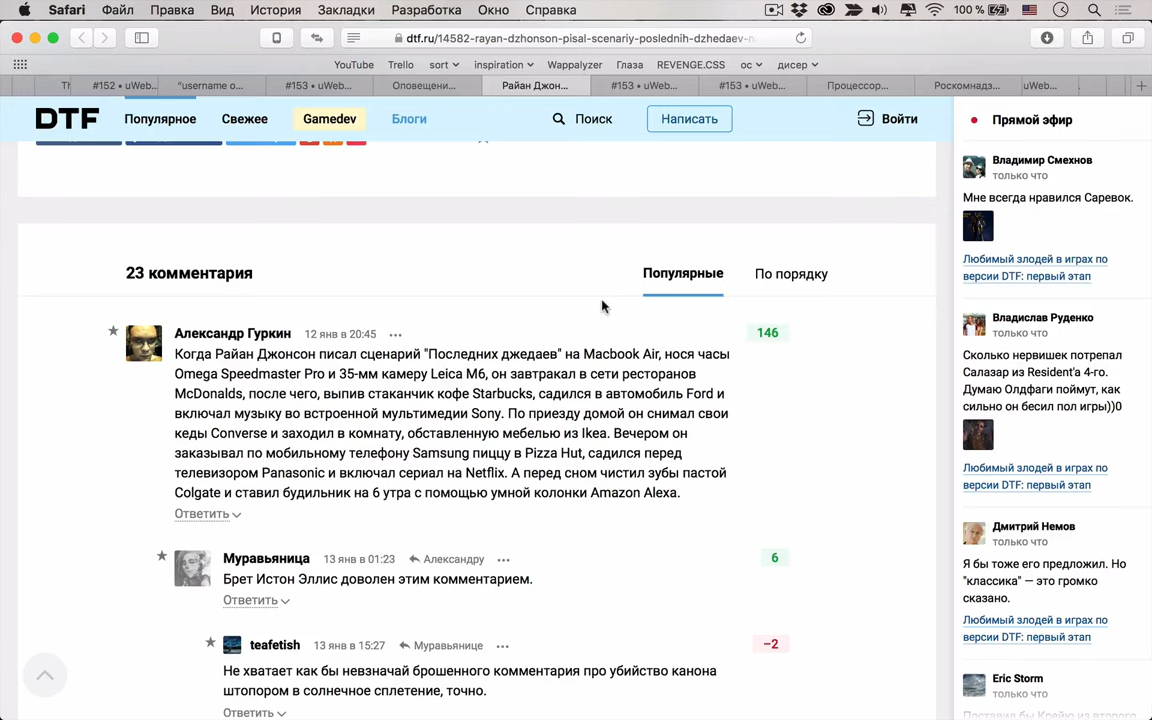 Safari Файл Правка Вид История Закладки Разработка Окно Справка 100 %
dtf.ru/14582-rayan-dzhonson-pisal-scenariy-poslednih-dzhedaev-
YouTube Trello sort inspiration Wappalyzer Глаза REVENGE.CSS ос дисер
#152 • uWeb... "username o... #153 • uWeb... Оповещени... Райан Джон... #153 • uWeb... #153 • uWeb... Процессор... Роскомнадз... uWeb...
DTF Популярное Свежее Gamedev Блоги Поиск Написать Войти
23 комментария Популярные По порядку
Александр Гуркин 12 янв в 20:45 ... 146
Когда Райан Джонсон писал сценарий "Последних джедаев" на Macbook Air, нося часы
Omega Speedmaster Pro и 35-мм камеру Leica M6, он завтракал в сети ресторанов
McDonalds, после чего, выпив стаканчик кофе Starbucks, садился в автомобиль Ford и
включал музыку во встроенной мультимедии Sony. По приезду домой он снимал свои
кеды Converse и заходил в комнату, обставленную мебелью из Ikea. Вечером он
заказывал по мобильному телефону Samsung пиццу в Pizza Hut, садился перед
телевизором Panasonic и включал сериал на Netflix. А перед сном чистил зубы пастой
Colgate и ставил будильник на 6 утра с помощью умной колонки Amazon Alexa.
Ответить
Муравьяница 13 янв в 01:23 Александру ... 6
Брет Истон Эллис доволен этим комментарием.
Ответить
teafetish 13 янв в 15:27 Муравьянице ... –2
Не хватает как бы невзначай брошенного комментария про убийство канона
штопором в солнечное сплетение, точно.
Ответить
Прямой эфир
Владимир Смехнов
только что
Мне всегда нравился Саревок.
Любимый злодей в играх по
версии DTF: первый этап
Владислав Руденко
только что
Сколько нервишек потрепал
Салазар из Resident'a 4-го.
Думаю Олдфаги поймут, как
сильно он бесил пол игры))0
Любимый злодей в играх по
версии DTF: первый этап
Дмитрий Немов
только что
Я бы тоже его предложил. Но
"классика" — это громко
сказано.
Любимый злодей в играх по
версии DTF: первый этап
Eric Storm
только что
Поставил бы Крейю из второго